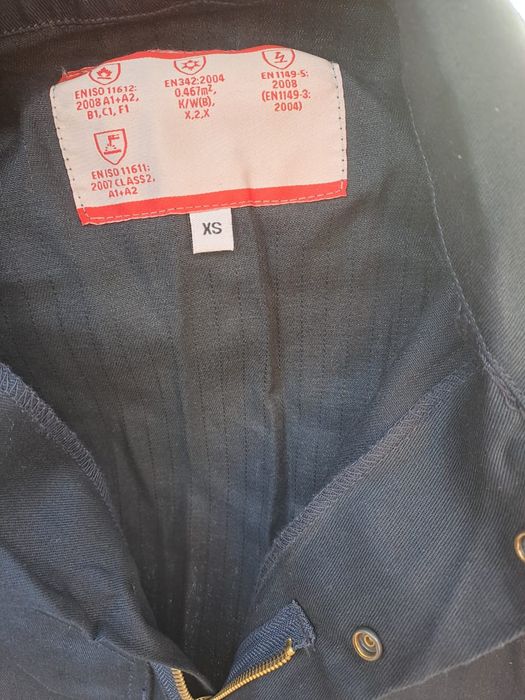 EN ISO 11612:
2008 A1+A2,
B1, C1, F1
EN342:2004
0.467m²,
K/W(B),
X,2,X
EN1149-5:
2008
(EN1149-3:
2004)
EN ISO 11611:
2007 CLASS2,
A1+A2
XS